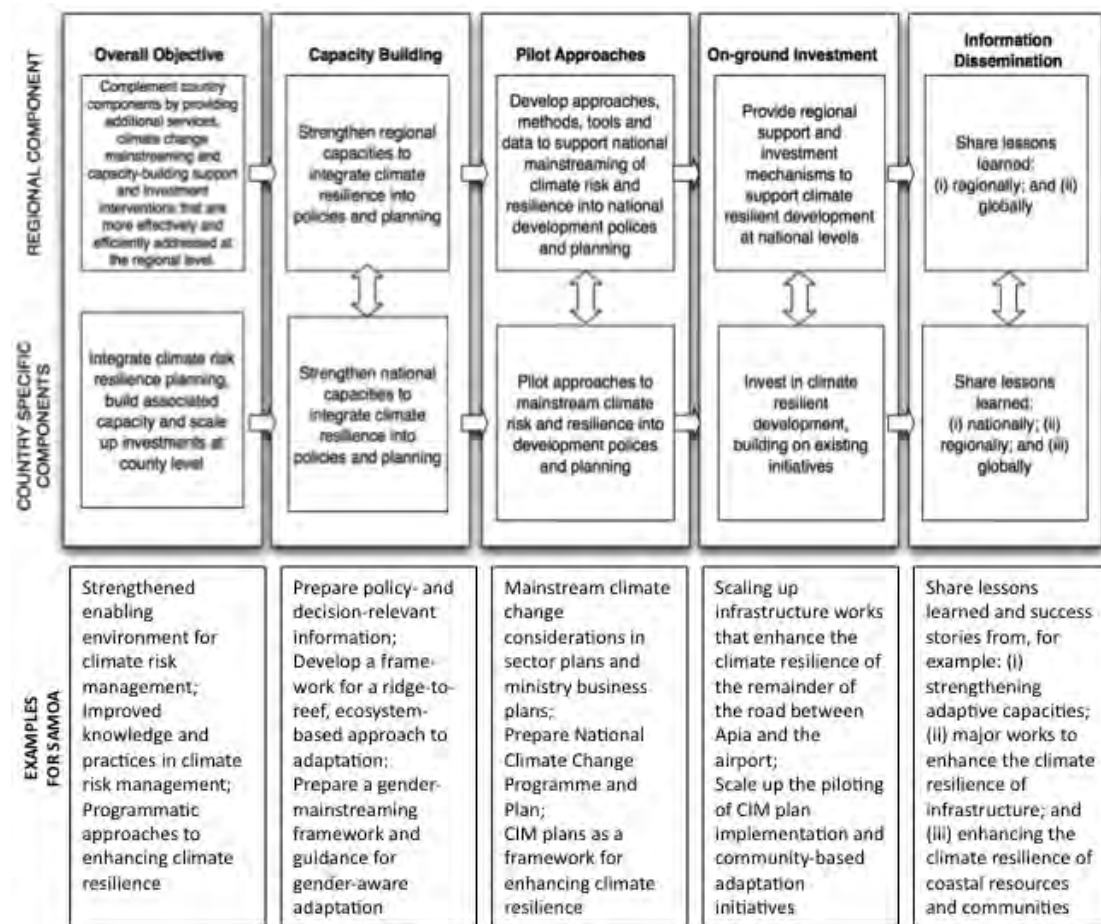 REGIONAL COMPONENT
Overall Objective
Complement country
components by providing
additional services,
climate change
mainstreaming and
capacity-building support
and investment
interventions that are
more effectively and
efficiently addressed at
the regional level.
Capacity Building
Strengthen regional
capacities to
integrate climate
resilience into
policies and planning
Pilot Approaches
Develop approaches,
methods, tools and
data to support national
mainstreaming of
climate risk and
resilience into national
development polices
and planning
On-ground Investment
Provide regional
support and
investment
mechanisms to
support climate
resilient development
at national levels
Information
Dissemination
Share lessons
learned:
(i) regionally; and (ii)
globally
COUNTRY SPECIFIC
COMPONENTS
Integrate climate risk
resilience planning,
build associated
capacity and scale
up investments at
county level
Strengthen national
capacities to
integrate climate
resilience into
policies and planning
Pilot approaches to
mainstream climate
risk and resilience into
development polices
and planning
Invest in climate
resilient
development,
building on existing
initiatives
Share lessons
learned:
(i) nationally; (ii)
regionally; and (iii)
globally
EXAMPLES
FOR SAMOA
Strengthened
enabling
environment for
climate risk
management;
Improved
knowledge and
practices in climate
risk management;
Programmatic
approaches to
enhancing climate
resilience
Prepare policy- and
decision-relevant
information;
Develop a frame-
work for a ridge-to-
reef, ecosystem-
based approach to
adaptation;
Prepare a gender-
mainstreaming
framework and
guidance for
gender-aware
adaptation
Mainstream climate
change
considerations in
sector plans and
ministry business
plans;
Prepare National
Climate Change
Programme and
Plan;
CIM plans as a
framework for
enhancing climate
resilience
Scaling up
infrastructure works
that enhance the
climate resilience of
the remainder of
the road between
Apia and the
airport;
Scale up the piloting
of CIM plan
implementation and
community-based
adaptation
initiatives
Share lessons
learned and success
stories from, for
example: (i)
strengthening
adaptive capacities;
(ii) major works to
enhance the climate
resilience of
infrastructure; and
(iii) enhancing the
climate resilience of
coastal resources
and communities